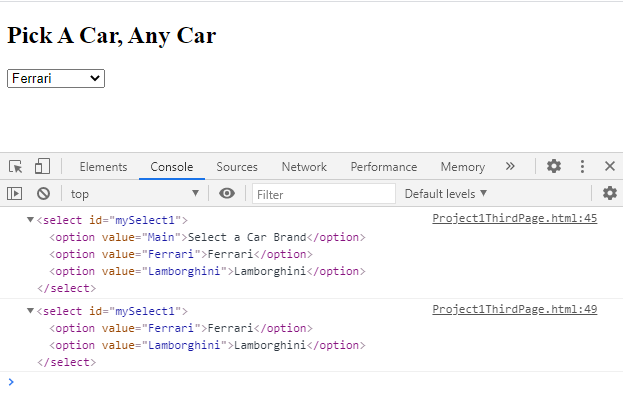 Pick A Car, Any Car
Ferrari
Elements Console Sources Network Performance Memory »
top Filter Default levels ▼
▼<select id="mySelect1"> Project1ThirdPage.html:45
<option value="Main">Select a Car Brand</option>
<option value="Ferrari">Ferrari</option>
<option value="Lamborghini">Lamborghini</option>
</select>
▼<select id="mySelect1"> Project1ThirdPage.html:49
<option value="Ferrari">Ferrari</option>
<option value="Lamborghini">Lamborghini</option>
</select>
>